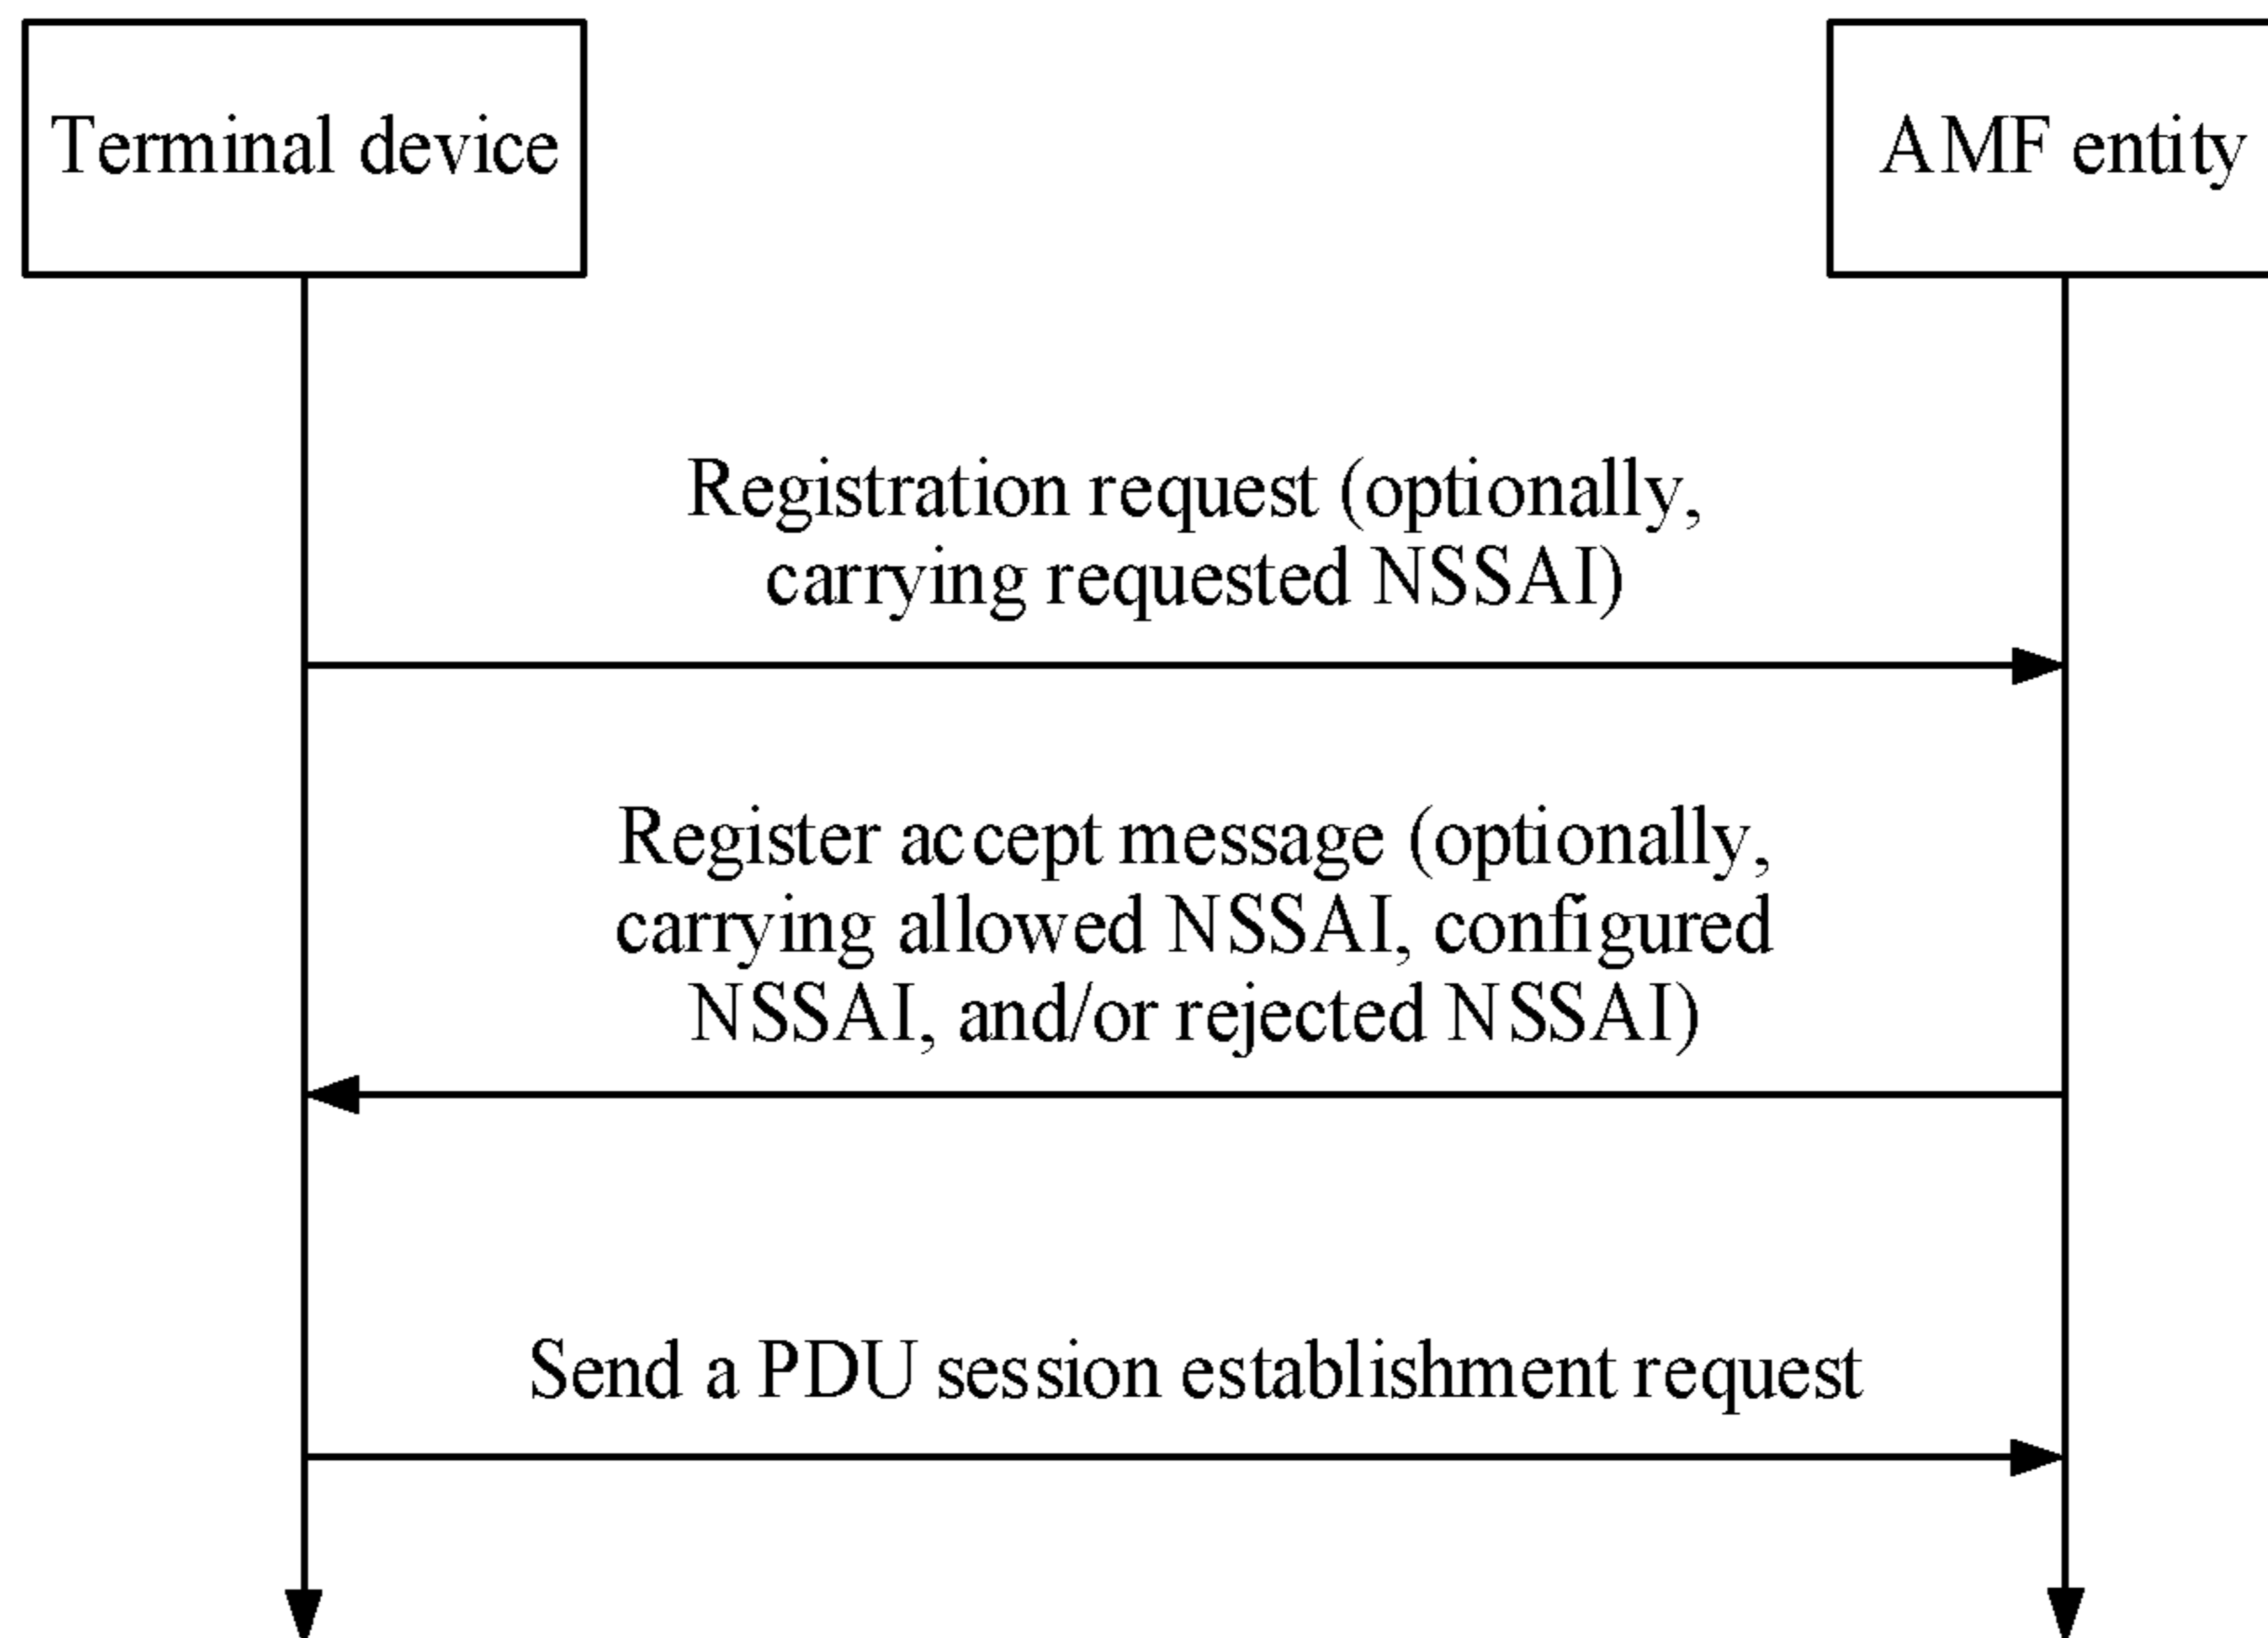 Terminal device
AMF entity
Registration request (optionally,
carrying requested NSSAI)
Register accept message (optionally,
carrying allowed NSSAI, configured
NSSAI, and/or rejected NSSAI)
Send a PDU session establishment request